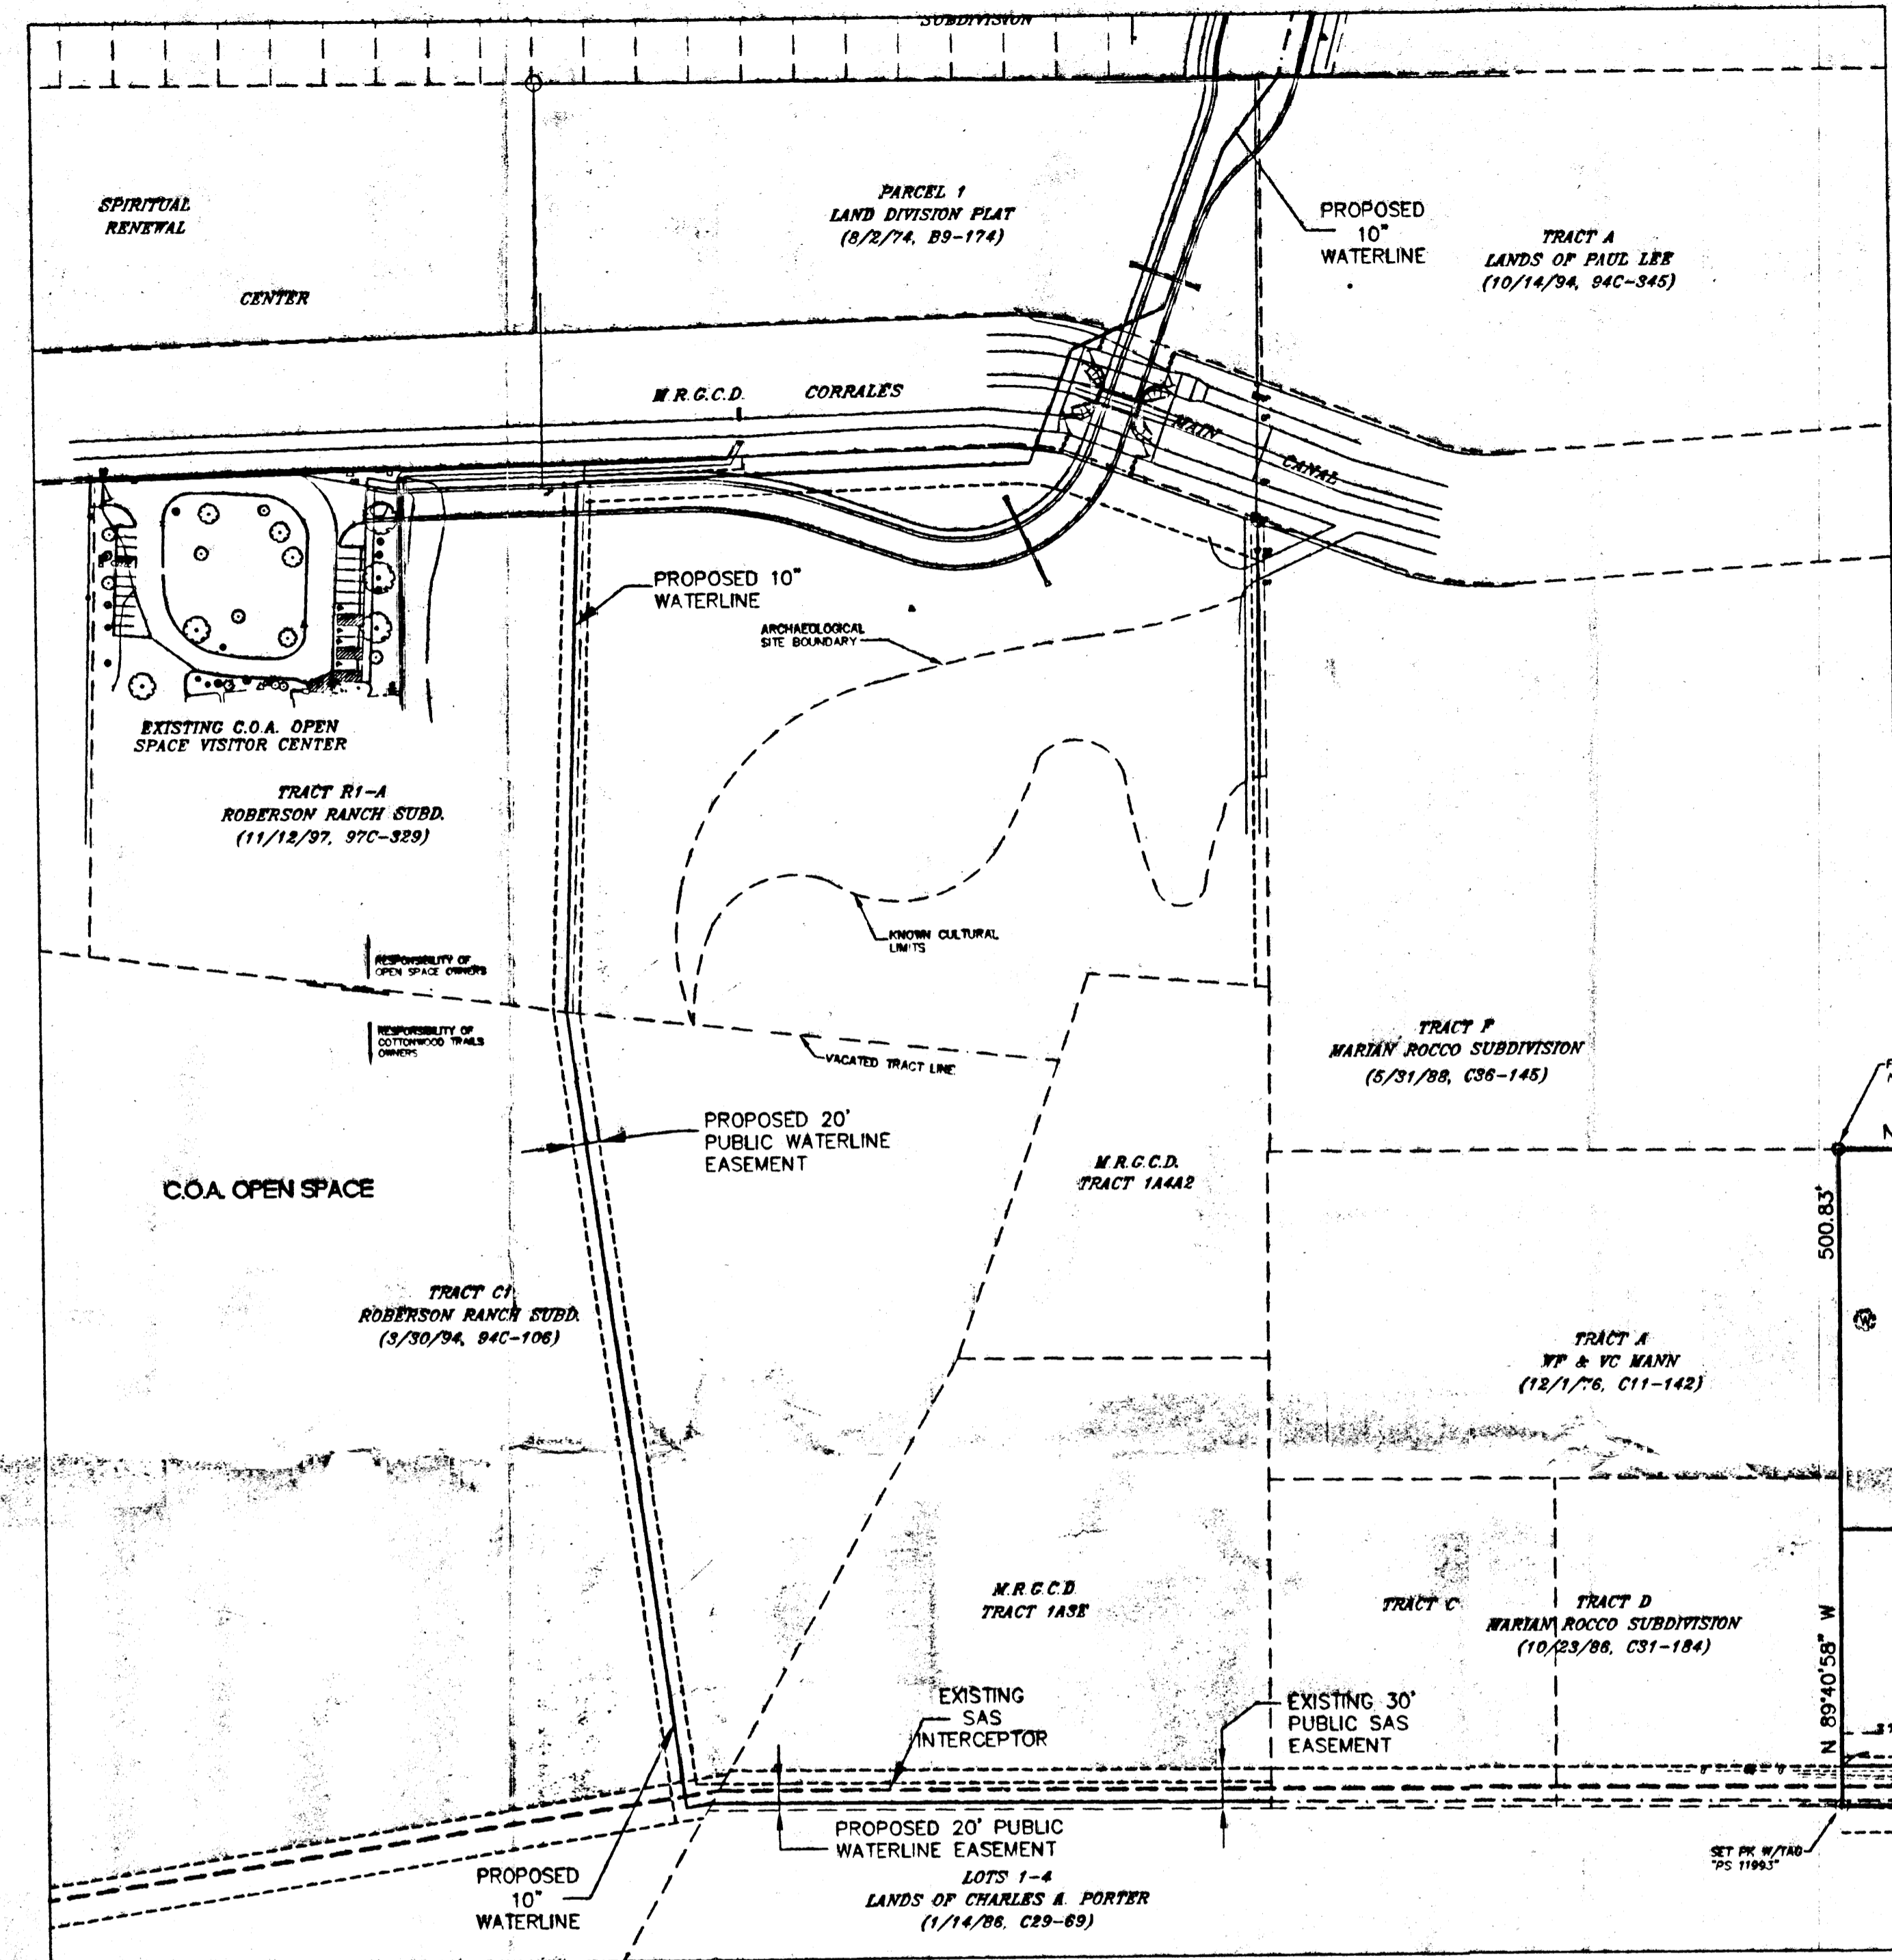 SUBDIVISION
SPIRITUAL
RENEWAL
CENTER
PARCEL 1
LAND DIVISION PLAT
(8/2/74, B9-174)
PROPOSED
10"
WATERLINE
TRACT A
LANDS OF PAUL LEE
(10/14/94, 94C-345)
M.R.G.C.D.
CORRALES
MAIN
CANAL
PROPOSED 10"
WATERLINE
ARCHAEOLOGICAL
SITE BOUNDARY
EXISTING C.O.A. OPEN
SPACE VISITOR CENTER
TRACT R1-A
ROBERSON RANCH SUBD.
(11/12/97, 97C-329)
KNOWN CULTURAL
LIMITS
RESPONSIBILITY OF
OPEN SPACE OWNERS
RESPONSIBILITY OF
COTTONWOOD TRAILS
OWNERS
VACATED TRACT LINE
TRACT F
MARIAN ROCCO SUBDIVISION
(5/31/88, C36-145)
PROPOSED 20'
PUBLIC WATERLINE
EASEMENT
M.R.G.C.D.
TRACT 1A4A2
C.O.A. OPEN SPACE
500.83'
W
TRACT C1
ROBERSON RANCH SUBD.
(3/30/94, 94C-106)
TRACT A
WF & VC MANN
(12/1/76, C11-142)
M.R.G.C.D.
TRACT 1A3E
TRACT C
TRACT D
MARIAN ROCCO SUBDIVISION
(10/23/86, C31-184)
N 89°40'58" W
EXISTING
SAS
INTERCEPTOR
EXISTING 30'
PUBLIC SAS
EASEMENT
PROPOSED 20' PUBLIC
WATERLINE EASEMENT
SET PK W/TAG
"PS 11993"
PROPOSED
10"
WATERLINE
LOTS 1-4
LANDS OF CHARLES A. PORTER
(1/14/86, C29-69)